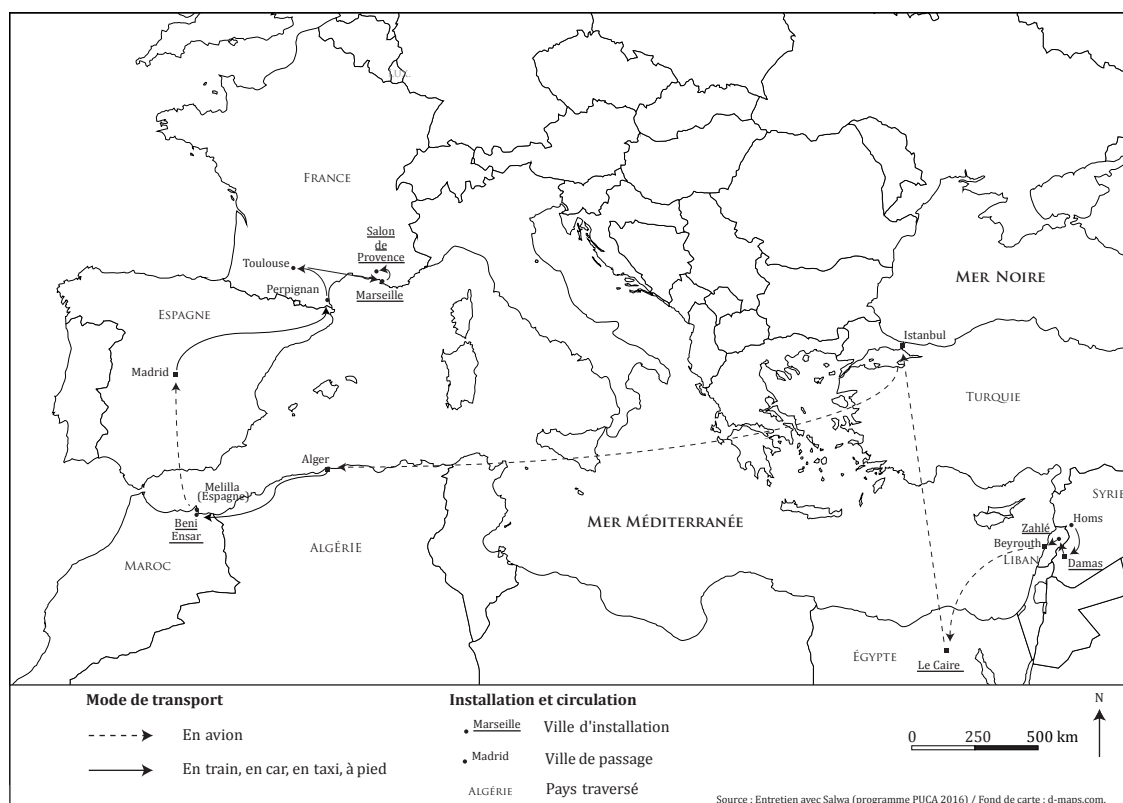 LUX.
FRANCE
Salon
de
Provence
Toulouse
Marseille
Perpignan
MER NOIRE
ESPAGNE
Istanbul
Madrid
TURQUIE
Alger
Melilla
(Espagne)
SYRIE
Beni
Ensar
MER MÉDITERRANÉE
Zahlé
Homs
Beyrouth
LIBAN
Damas
ALGÉRIE
MAROC
ÉGYPTE
Le Caire
Mode de transport
En avion
En train, en car, en taxi, à pied
Installation et circulation
Marseille Ville d'installation
Madrid Ville de passage
ALGÉRIE Pays traversé
N
0 250 500 km
Source : Entretien avec Salwa (programme PUCA 2016) / Fond de carte : d-maps.com.